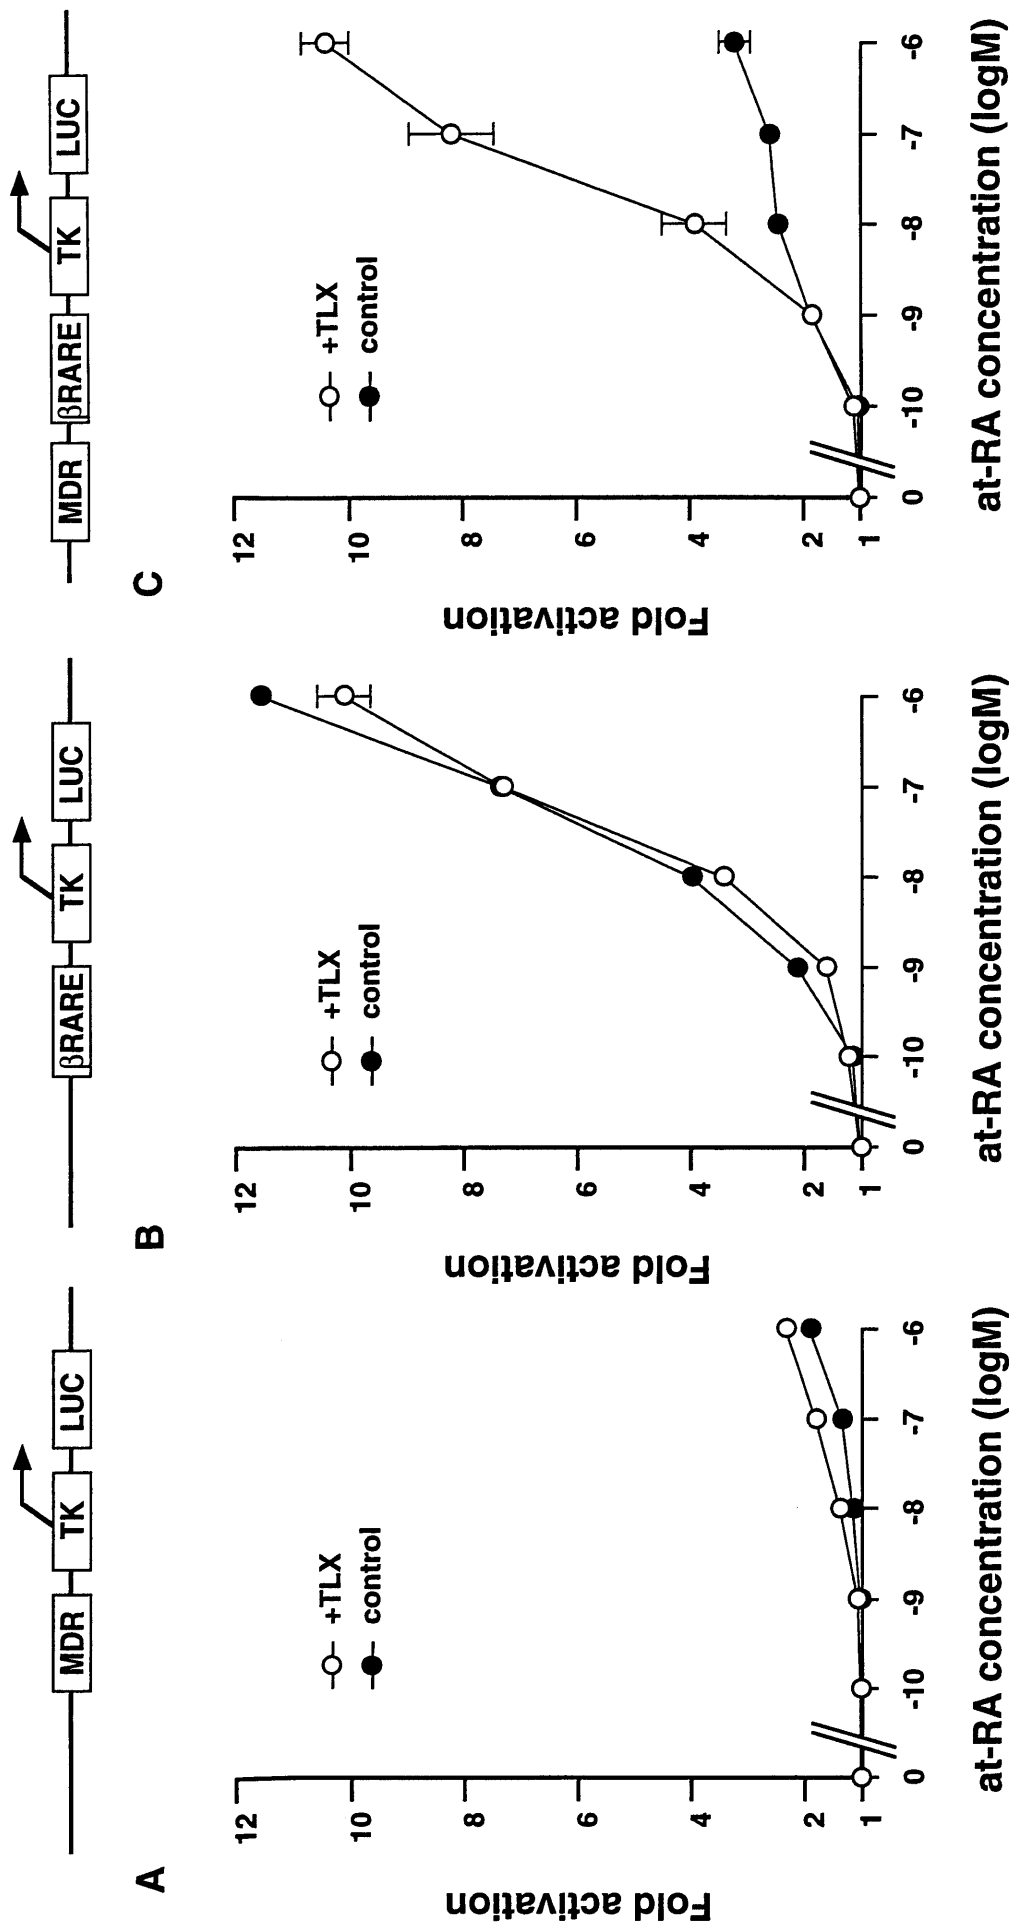 MDR TK LUC
A
Fold activation
12
10
8
6
4
2
1
+TLX
control
0 -10 -9 -8 -7 -6
at-RA concentration (logM)
βRARE TK LUC
B
Fold activation
12
10
8
6
4
2
1
+TLX
control
0 -10 -9 -8 -7 -6
at-RA concentration (logM)
MDR βRARE TK LUC
C
Fold activation
12
10
8
6
4
2
1
+TLX
control
0 -10 -9 -8 -7 -6
at-RA concentration (logM)